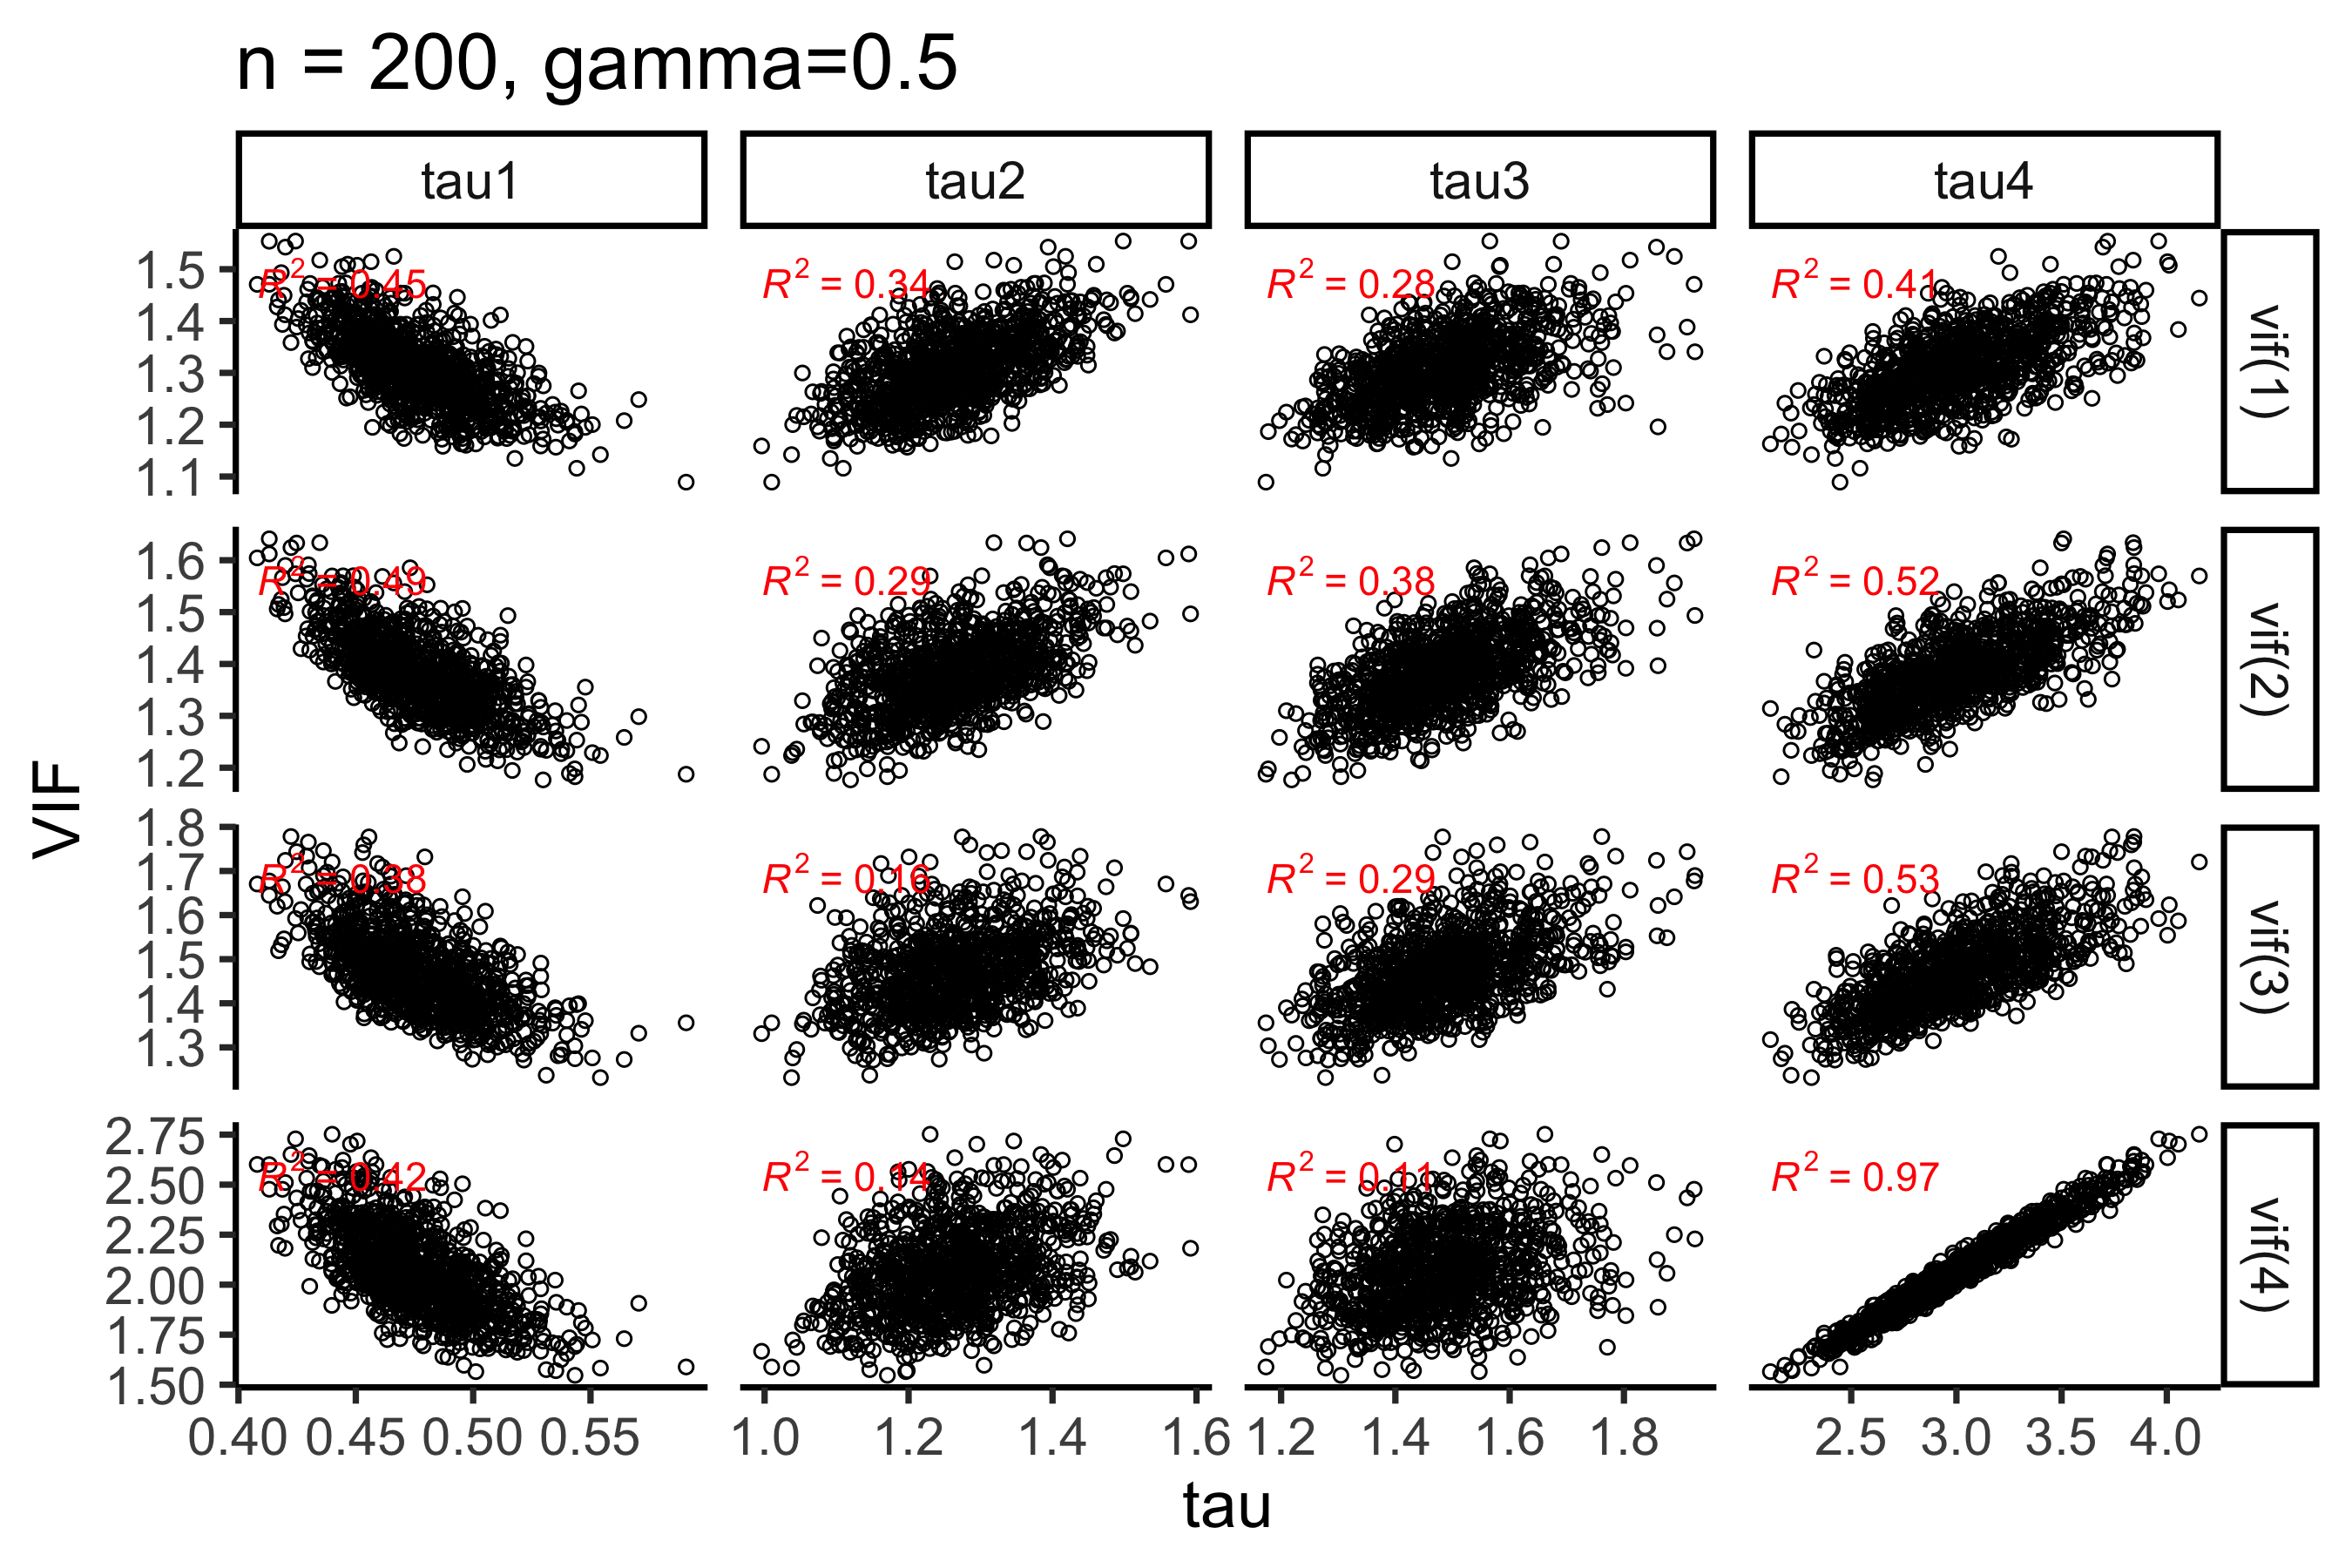 n = 200, gamma=0.5
tau1 tau2 tau3 tau4
1.5
1.4
1.3
1.2
1.1
R² = 0.45 R² = 0.34 R² = 0.28 R² = 0.41
vif(1)
1.6
1.5
1.4
1.3
1.2
R² = 0.49 R² = 0.29 R² = 0.38 R² = 0.52
vif(2)
VIF
1.8
1.7
1.6
1.5
1.4
1.3
R² = 0.38 R² = 0.16 R² = 0.29 R² = 0.53
vif(3)
2.75
2.50
2.25
2.00
1.75
1.50
R² = 0.42 R² = 0.14 R² = 0.11 R² = 0.97
vif(4)
0.40 0.45 0.50 0.55 1.0 1.2 1.4 1.6 1.2 1.4 1.6 1.8 2.5 3.0 3.5 4.0
tau